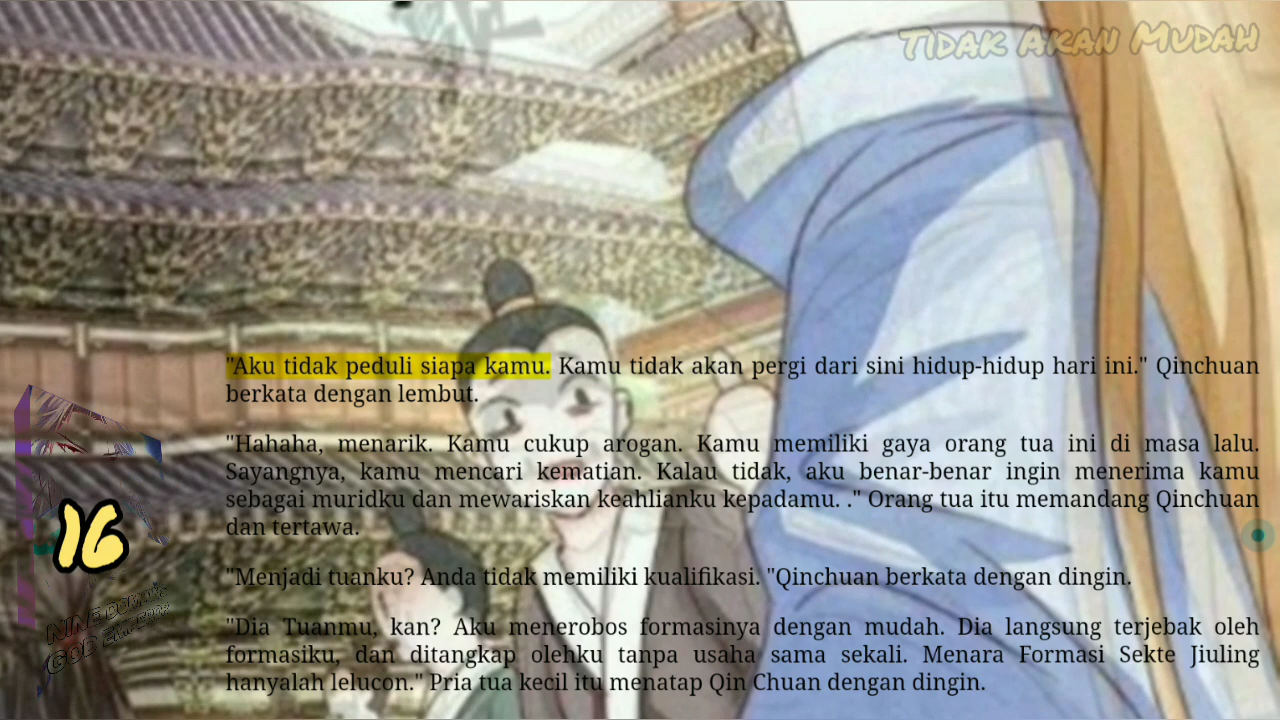 Tidak Akan Mudah
"Aku tidak peduli siapa kamu. Kamu tidak akan pergi dari sini hidup-hidup hari ini." Qinchuan
berkata dengan lembut.
"Hahaha, menarik. Kamu cukup arogan. Kamu memiliki gaya orang tua ini di masa lalu.
Sayangnya, kamu mencari kematian. Kalau tidak, aku benar-benar ingin menerima kamu
sebagai muridku dan mewariskan keahlianku kepadamu. ." Orang tua itu memandang Qinchuan
dan tertawa.
"Menjadi tuanku? Anda tidak memiliki kualifikasi. "Qinchuan berkata dengan dingin.
"Dia Tuanmu, kan? Aku menerobos formasinya dengan mudah. Dia langsung terjebak oleh
formasiku, dan ditangkap olehku tanpa usaha sama sekali. Menara Formasi Sekte Jiuling
hanyalah lelucon." Pria tua kecil itu menatap Qin Chuan dengan dingin.
16
NINE
GOD EMPEROR